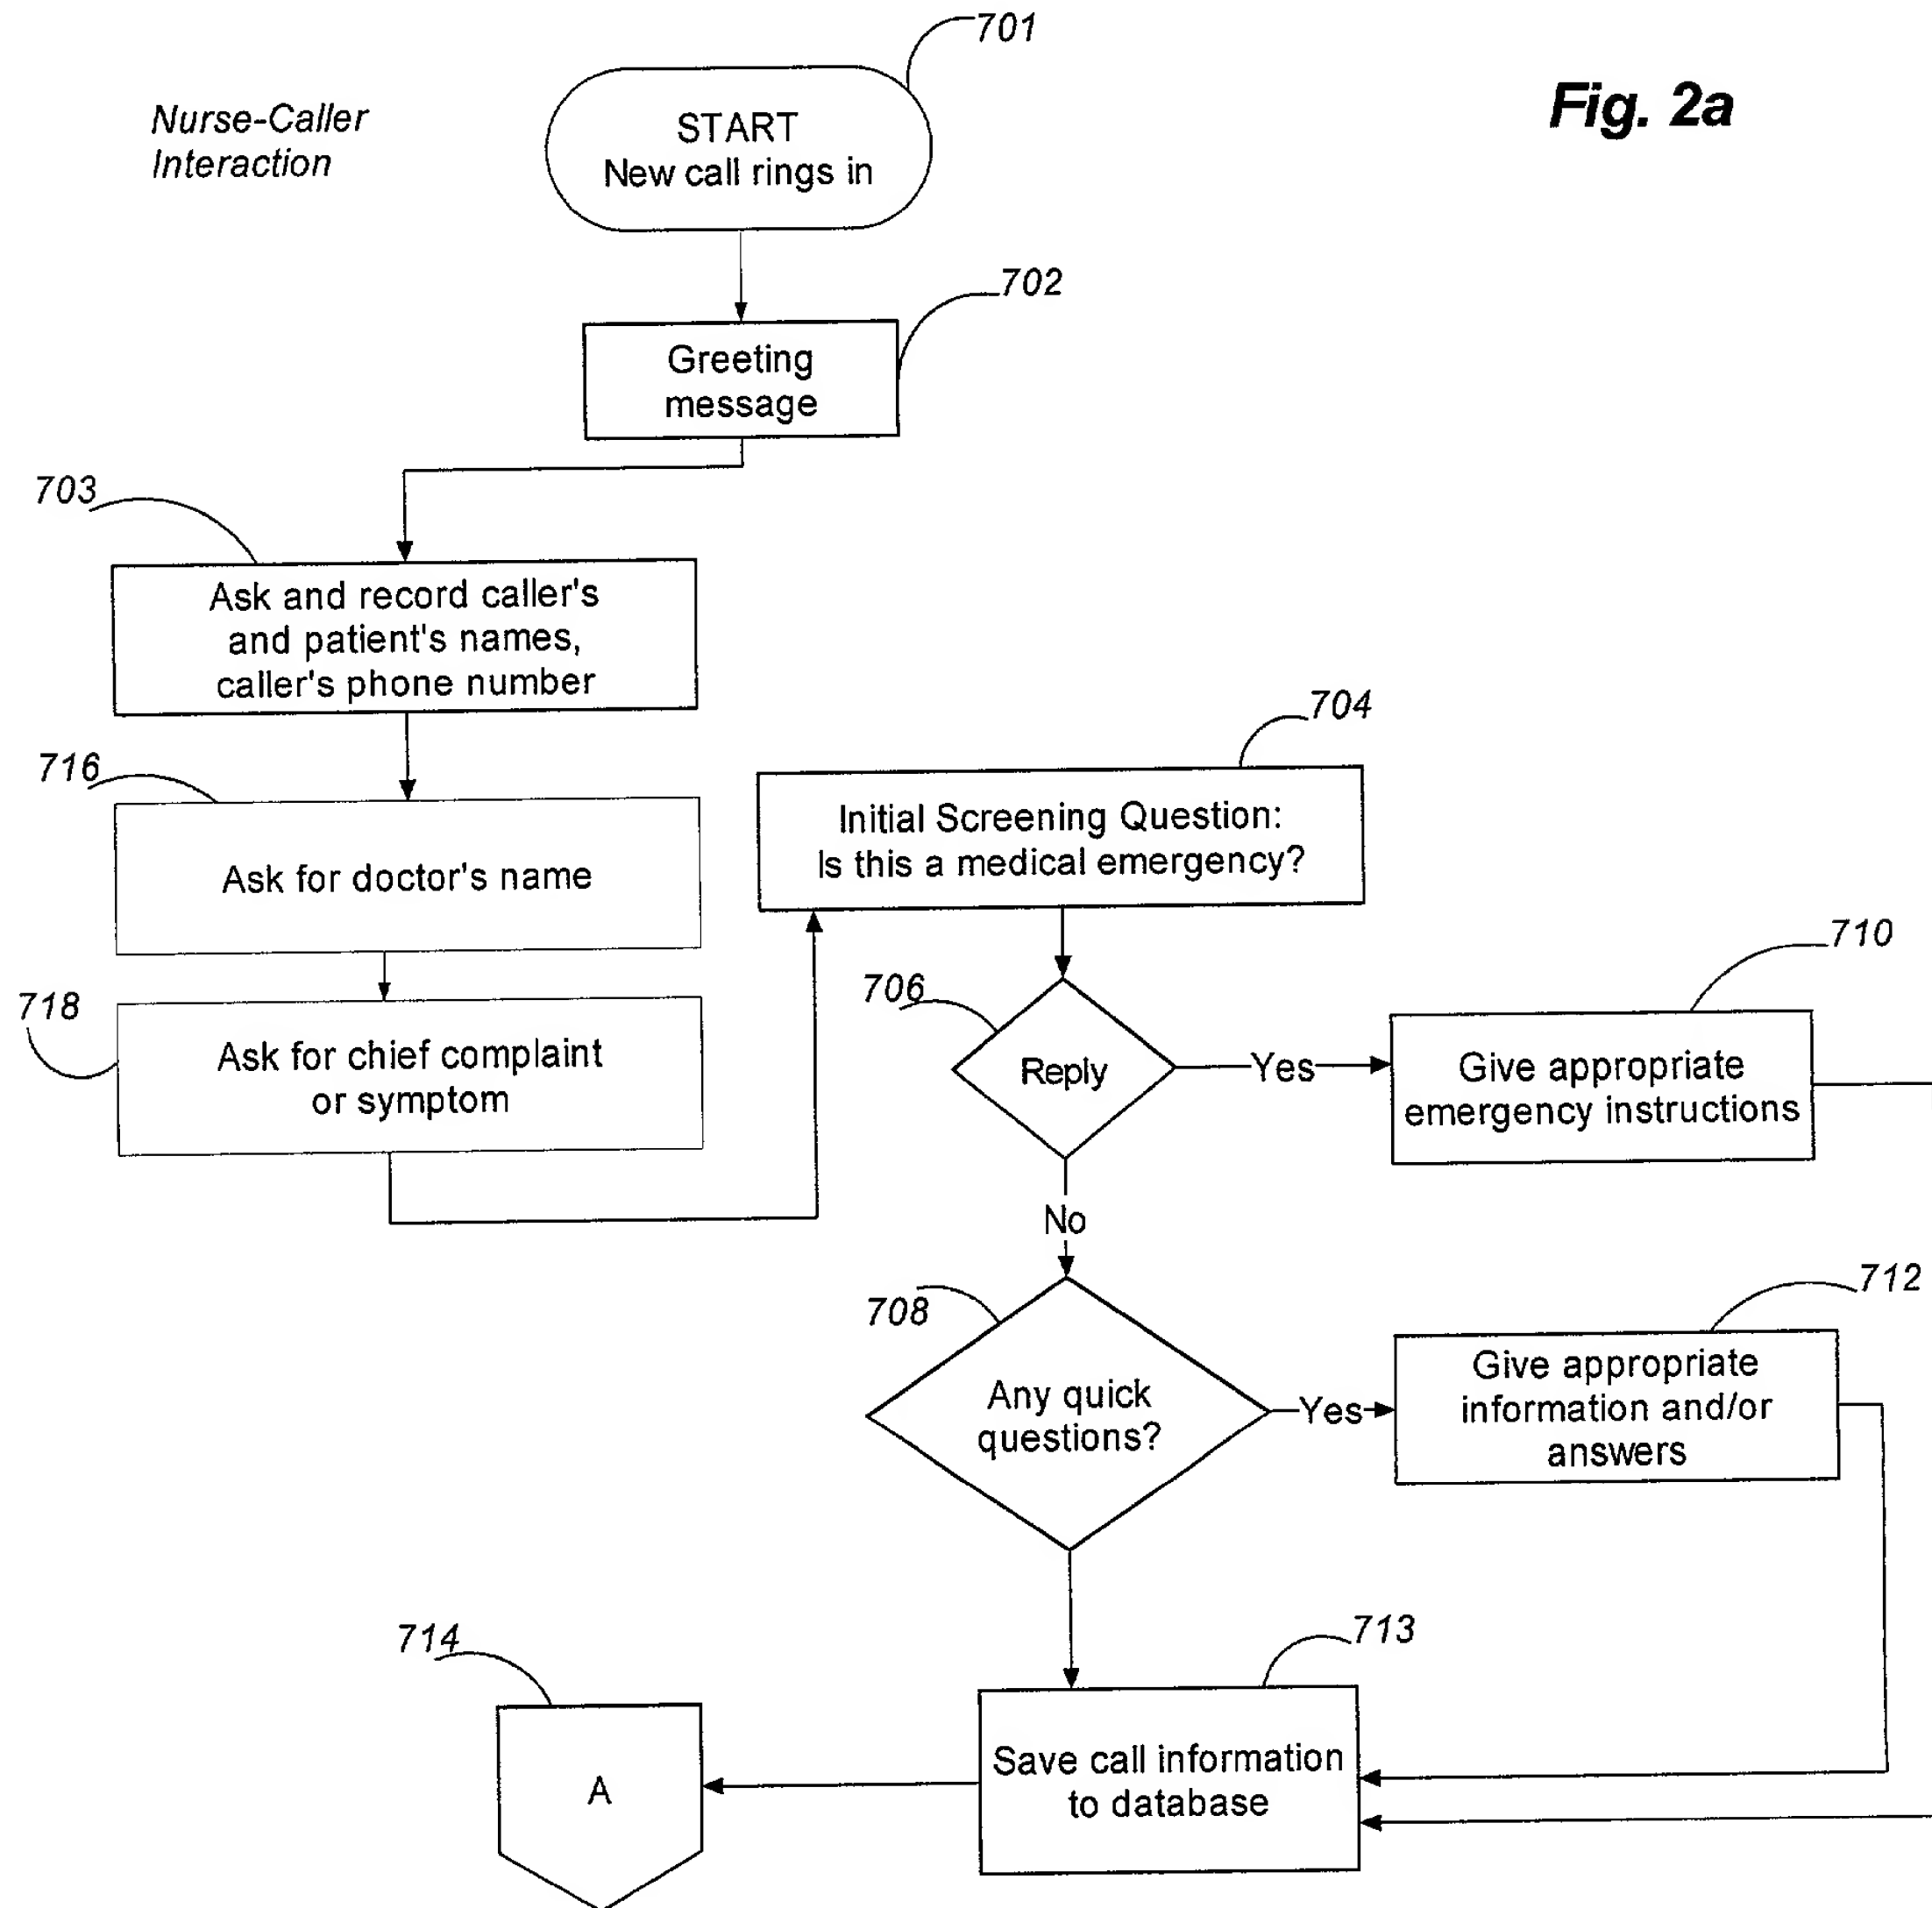 701
Fig. 2a
Nurse-Caller
Interaction
START
New call rings in
702
Greeting
message
703
Ask and record caller's
and patient's names,
caller's phone number
704
716
Initial Screening Question:
Is this a medical emergency?
Ask for doctor's name
710
706
718
Ask for chief complaint
or symptom
Reply
Yes
Give appropriate
emergency instructions
No
712
708
Any quick
questions?
Yes
Give appropriate
information and/or
answers
714
713
A
Save call information
to database